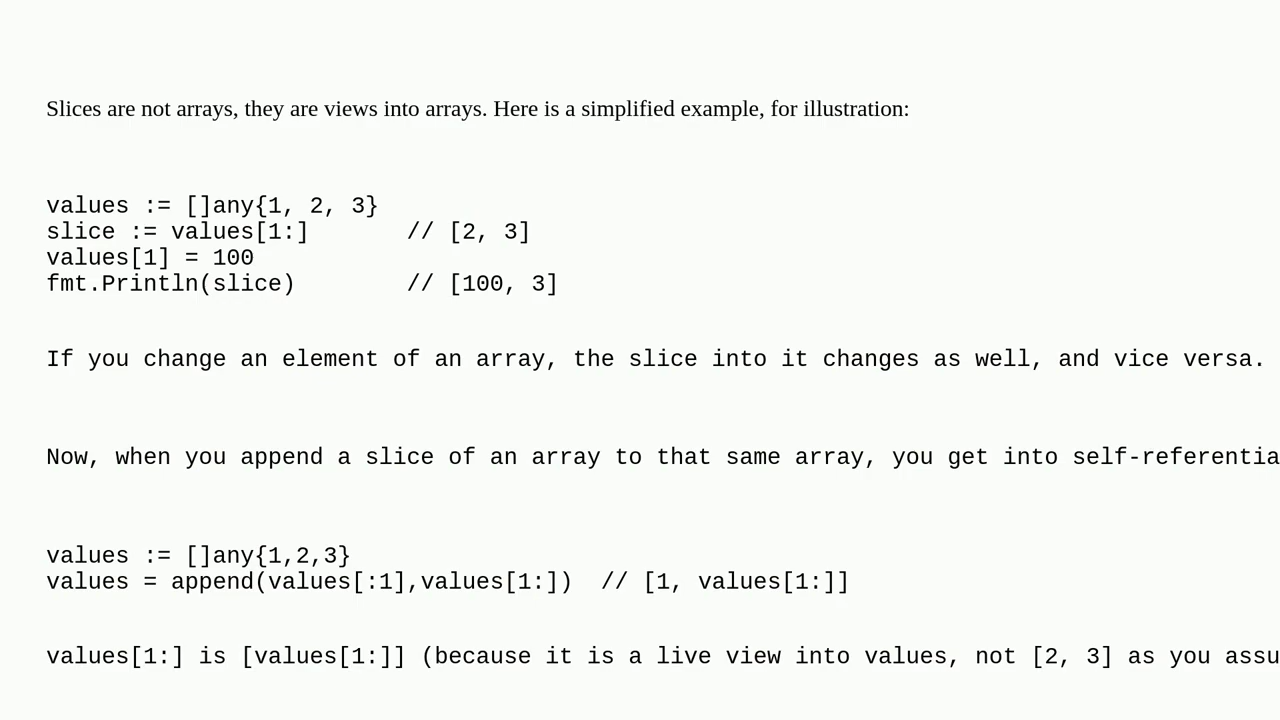 Slices are not arrays, they are views into arrays. Here is a simplified example, for illustration:
values := []any{1, 2, 3}
slice := values[1:]       // [2, 3]
values[1] = 100
fmt.Println(slice)        // [100, 3]
If you change an element of an array, the slice into it changes as well, and vice versa.
Now, when you append a slice of an array to that same array, you get into self-referentia
values := []any{1,2,3}
values = append(values[:1],values[1:])  // [1, values[1:]]
values[1:] is [values[1:]] (because it is a live view into values, not [2, 3] as you assu